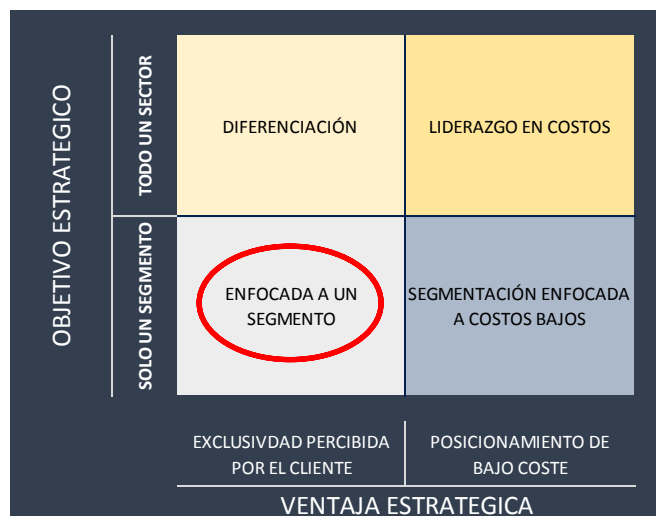 OBJETIVO ESTRATEGICO
TODO UN SECTOR
SOLO UN SEGMENTO
DIFERENCIACIÓN
LIDERAZGO EN COSTOS
ENFOCADA A UN
SEGMENTO
SEGMENTACIÓN ENFOCADA
A COSTOS BAJOS
EXCLUSIVDAD PERCIBIDA
POR EL CLIENTE
POSICIONAMIENTO DE
BAJO COSTE
VENTAJA ESTRATEGICA